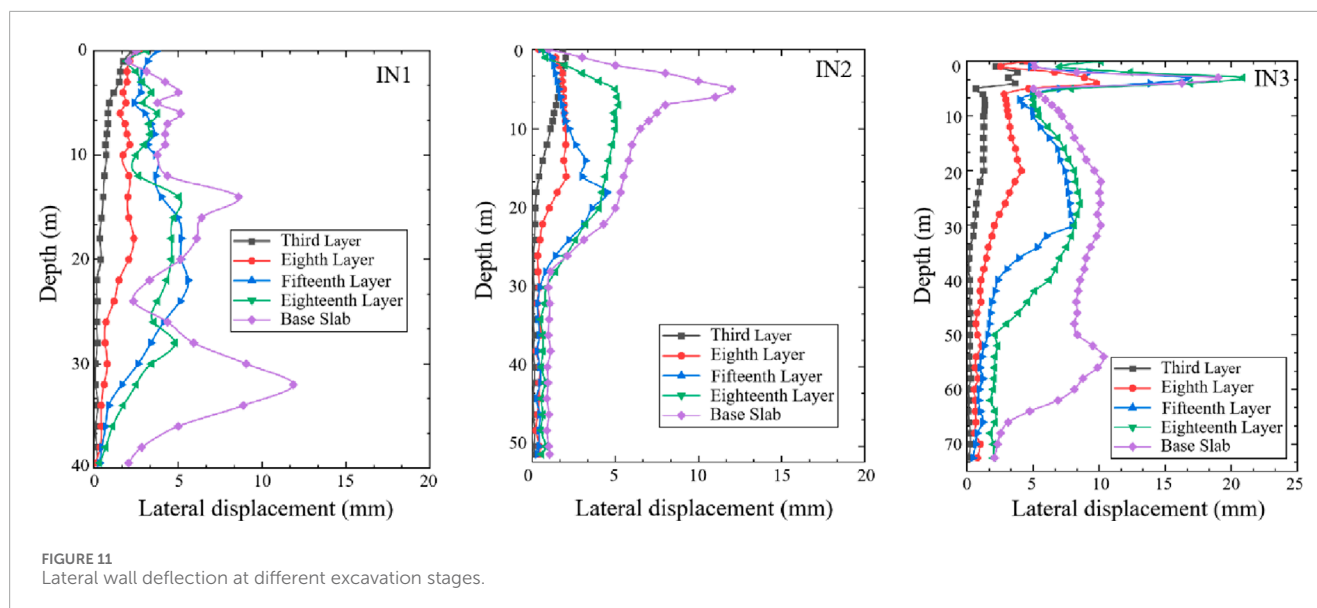 IN1
0
10
20
30
40
Depth (m)
Third Layer
Eighth Layer
Fifteenth Layer
Eighteenth Layer
Base Slab
0 5 10 15 20
Lateral displacement (mm)
IN2
0
10
20
30
40
50
Depth (m)
Third Layer
Eighth Layer
Fifteenth Layer
Eighteenth Layer
Base Slab
0 5 10 15 20
Lateral displacement (mm)
IN3
0
10
20
30
40
50
60
70
Depth (m)
Third Layer
Eighth Layer
Fifteenth Layer
Eighteenth Layer
Base Slab
0 5 10 15 20 25
Lateral displacement (mm)
FIGURE 11
Lateral wall deflection at different excavation stages.